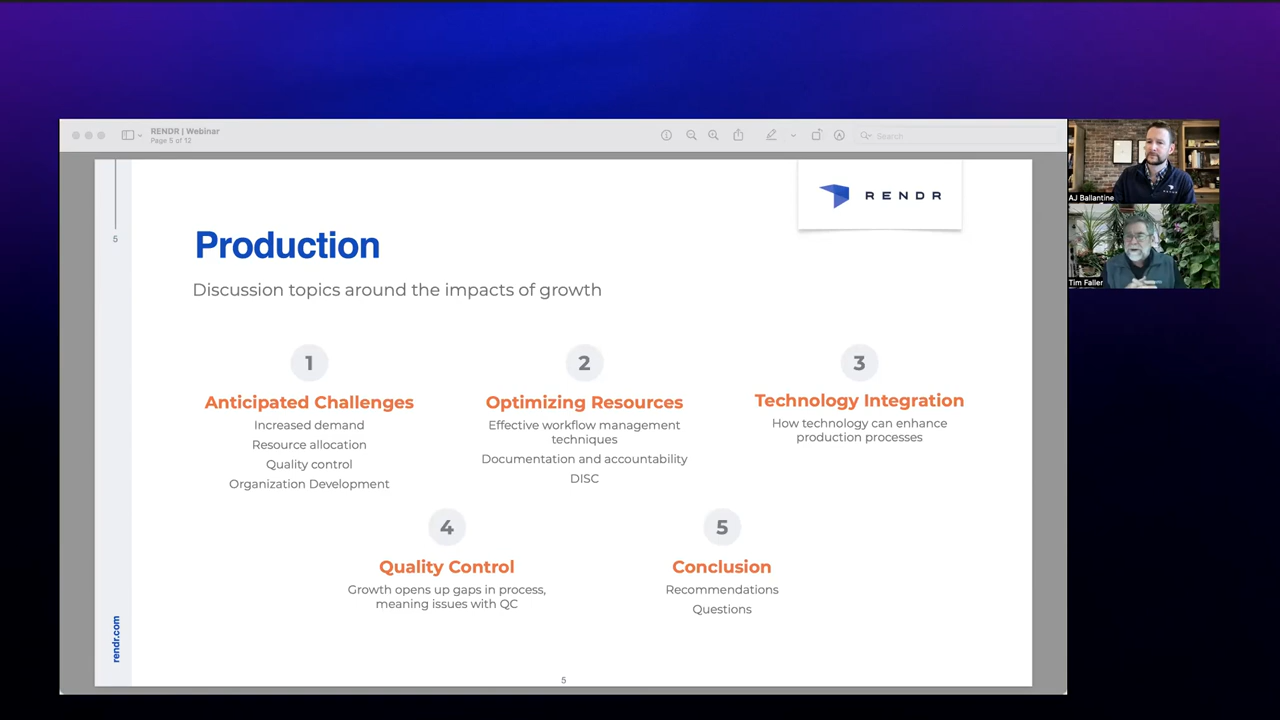 RENDR | Webinar
Page 5 of 12
Search
AJ Ballantine
Tim Faller
RENDR
5
Production
Discussion topics around the impacts of growth
1
Anticipated Challenges
Increased demand
Resource allocation
Quality control
Organization Development
2
Optimizing Resources
Effective workflow management
techniques
Documentation and accountability
DISC
3
Technology Integration
How technology can enhance
production processes
4
Quality Control
Growth opens up gaps in process,
meaning issues with QC
5
Conclusion
Recommendations
Questions
rendr.com
5